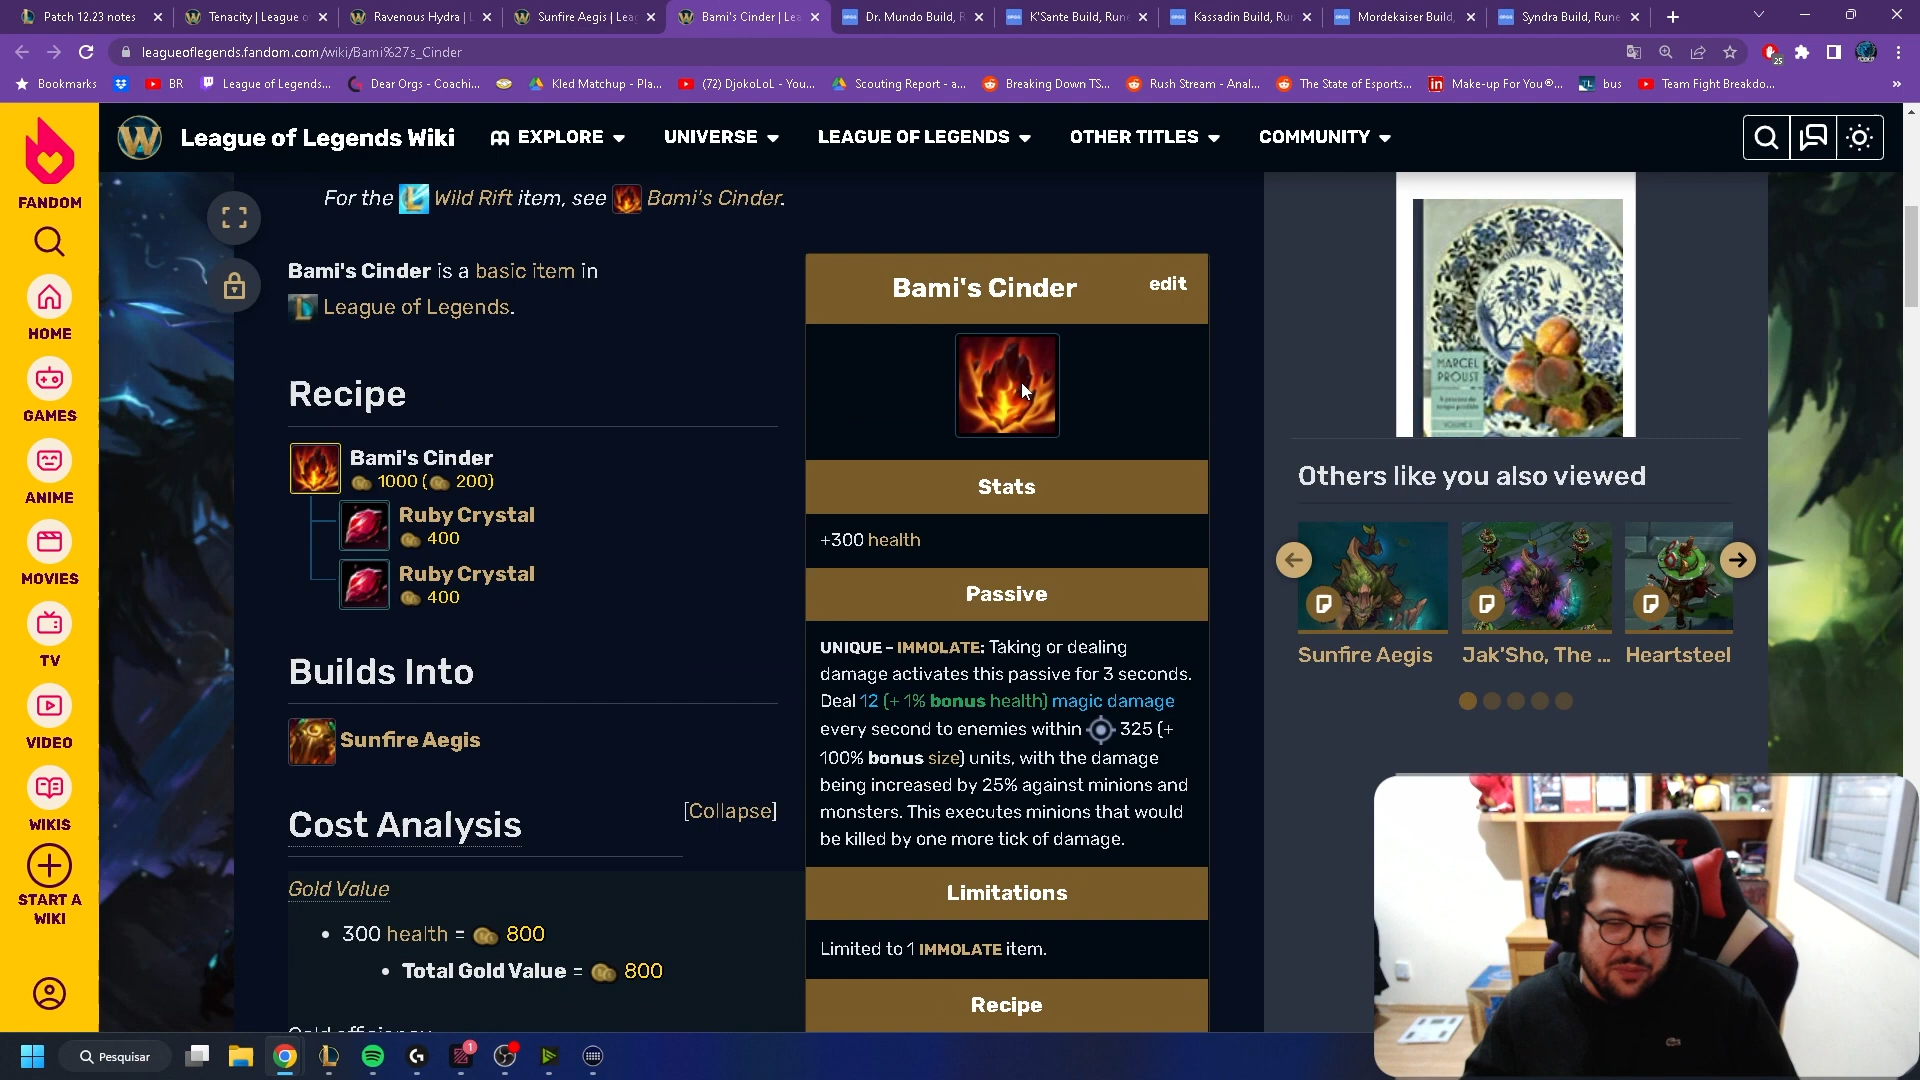 Patch 12.23 notes
Tenacity | League o
Ravenous Hydra | L
Sunfire Aegis | Leag
Bami's Cinder | Lea
Dr. Mundo Build, R
K'Sante Build, Rune
Kassadin Build, Ru
Mordekaiser Build,
Syndra Build, Rune
leagueoflegends.fandom.com/wiki/Bami%27s_Cinder
25
Bookmarks
BR
League of Legends...
Dear Orgs - Coachi...
Kled Matchup - Pla...
(72) DjokoLoL - You...
Scouting Report - a...
Breaking Down TS...
Rush Stream - Anal...
The State of Esports...
Make-up For You®...
bus
Team Fight Breakdo...
»
FANDOM
HOME
GAMES
ANIME
MOVIES
TV
VIDEO
WIKIS
START A
WIKI
League of Legends Wiki
EXPLORE
UNIVERSE
LEAGUE OF LEGENDS
OTHER TITLES
COMMUNITY
For the Wild Rift item, see Bami's Cinder.
Bami's Cinder is a basic item in
League of Legends.
Recipe
Bami's Cinder
1000 ( 200)
Ruby Crystal
400
Ruby Crystal
400
Builds Into
Sunfire Aegis
Cost Analysis
[Collapse]
Gold Value
• 300 health = 800
• Total Gold Value = 800
Gold efficiency
Bami's Cinder
edit
Stats
+300 health
Passive
UNIQUE – IMMOLATE: Taking or dealing
damage activates this passive for 3 seconds.
Deal 12 (+ 1% bonus health) magic damage
every second to enemies within 325 (+
100% bonus size) units, with the damage
being increased by 25% against minions and
monsters. This executes minions that would
be killed by one more tick of damage.
Limitations
Limited to 1 IMMOLATE item.
Recipe
MARCEL
PROUST
Others like you also viewed
Sunfire Aegis
Jak'Sho, The ...
Heartsteel
Pesquisar
1